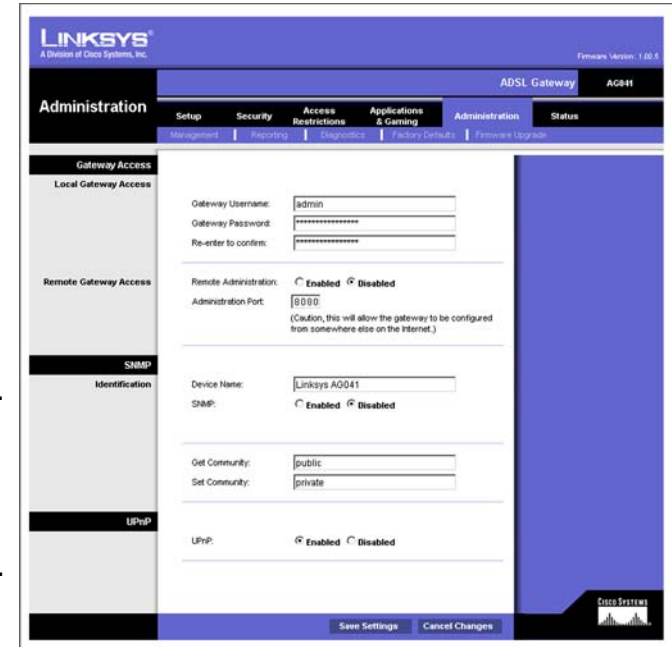 LINKSYS®
A Division of Cisco Systems, Inc.
Firmware Version: 1.00.5
ADSL Gateway AG041
Administration
Setup Security Access Restrictions Applications & Gaming Administration Status
Management | Reporting | Diagnostics | Factory Defaults | Firmware Upgrade
Gateway Access
Local Gateway Access
Gateway Username: admin
Gateway Password: ****************
Re-enter to confirm: ****************
Remote Gateway Access
Remote Administration: Enabled Disabled
Administration Port: 8080
(Caution, this will allow the gateway to be configured
from somewhere else on the Internet.)
SNMP
Identification
Device Name: Linksys AG041
SNMP: Enabled Disabled
Get Community: public
Set Community: private
UPnP
UPnP: Enabled Disabled
CISCO SYSTEMS
Save Settings Cancel Changes